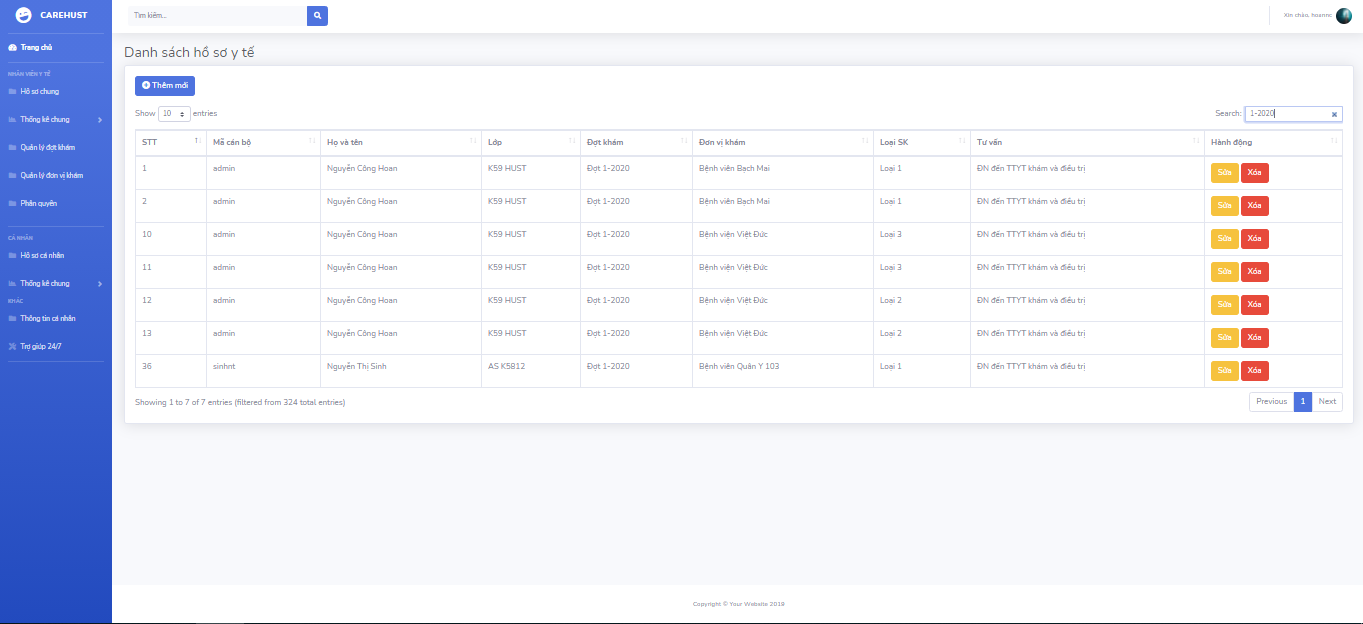 CAREHUST
Trang chủ
NHÂN VIÊN Y TẾ
Hồ sơ chung
Thống kê chung
Quản lý đợt khám
Quản lý đơn vị khám
Phân quyền
CÁ NHÂN
Hồ sơ cá nhân
Thống kê chung
KHÁC
Thông tin cá nhân
Trợ giúp 24/7
Tìm kiếm...
Xin chào, hoannc
Danh sách hồ sơ y tế
Thêm mới
Show 10 entries
Search: 1-2020
STT Mã cán bộ Họ và tên Lớp Đợt khám Đơn vị khám Loại SK Tư vấn Hành động
1 admin Nguyễn Công Hoan K59 HUST Đợt 1-2020 Bệnh viện Bạch Mai Loại 1 ĐN đến TTYT khám và điều trị Sửa Xóa
2 admin Nguyễn Công Hoan K59 HUST Đợt 1-2020 Bệnh viện Bạch Mai Loại 1 ĐN đến TTYT khám và điều trị Sửa Xóa
10 admin Nguyễn Công Hoan K59 HUST Đợt 1-2020 Bệnh viện Việt Đức Loại 3 ĐN đến TTYT khám và điều trị Sửa Xóa
11 admin Nguyễn Công Hoan K59 HUST Đợt 1-2020 Bệnh viện Việt Đức Loại 3 ĐN đến TTYT khám và điều trị Sửa Xóa
12 admin Nguyễn Công Hoan K59 HUST Đợt 1-2020 Bệnh viện Việt Đức Loại 2 ĐN đến TTYT khám và điều trị Sửa Xóa
13 admin Nguyễn Công Hoan K59 HUST Đợt 1-2020 Bệnh viện Việt Đức Loại 2 ĐN đến TTYT khám và điều trị Sửa Xóa
36 sinhnt Nguyễn Thị Sinh AS K5812 Đợt 1-2020 Bệnh viện Quân Y 103 Loại 1 ĐN đến TTYT khám và điều trị Sửa Xóa
Showing 1 to 7 of 7 entries (filtered from 324 total entries)
Previous 1 Next
Copyright © Your Website 2019